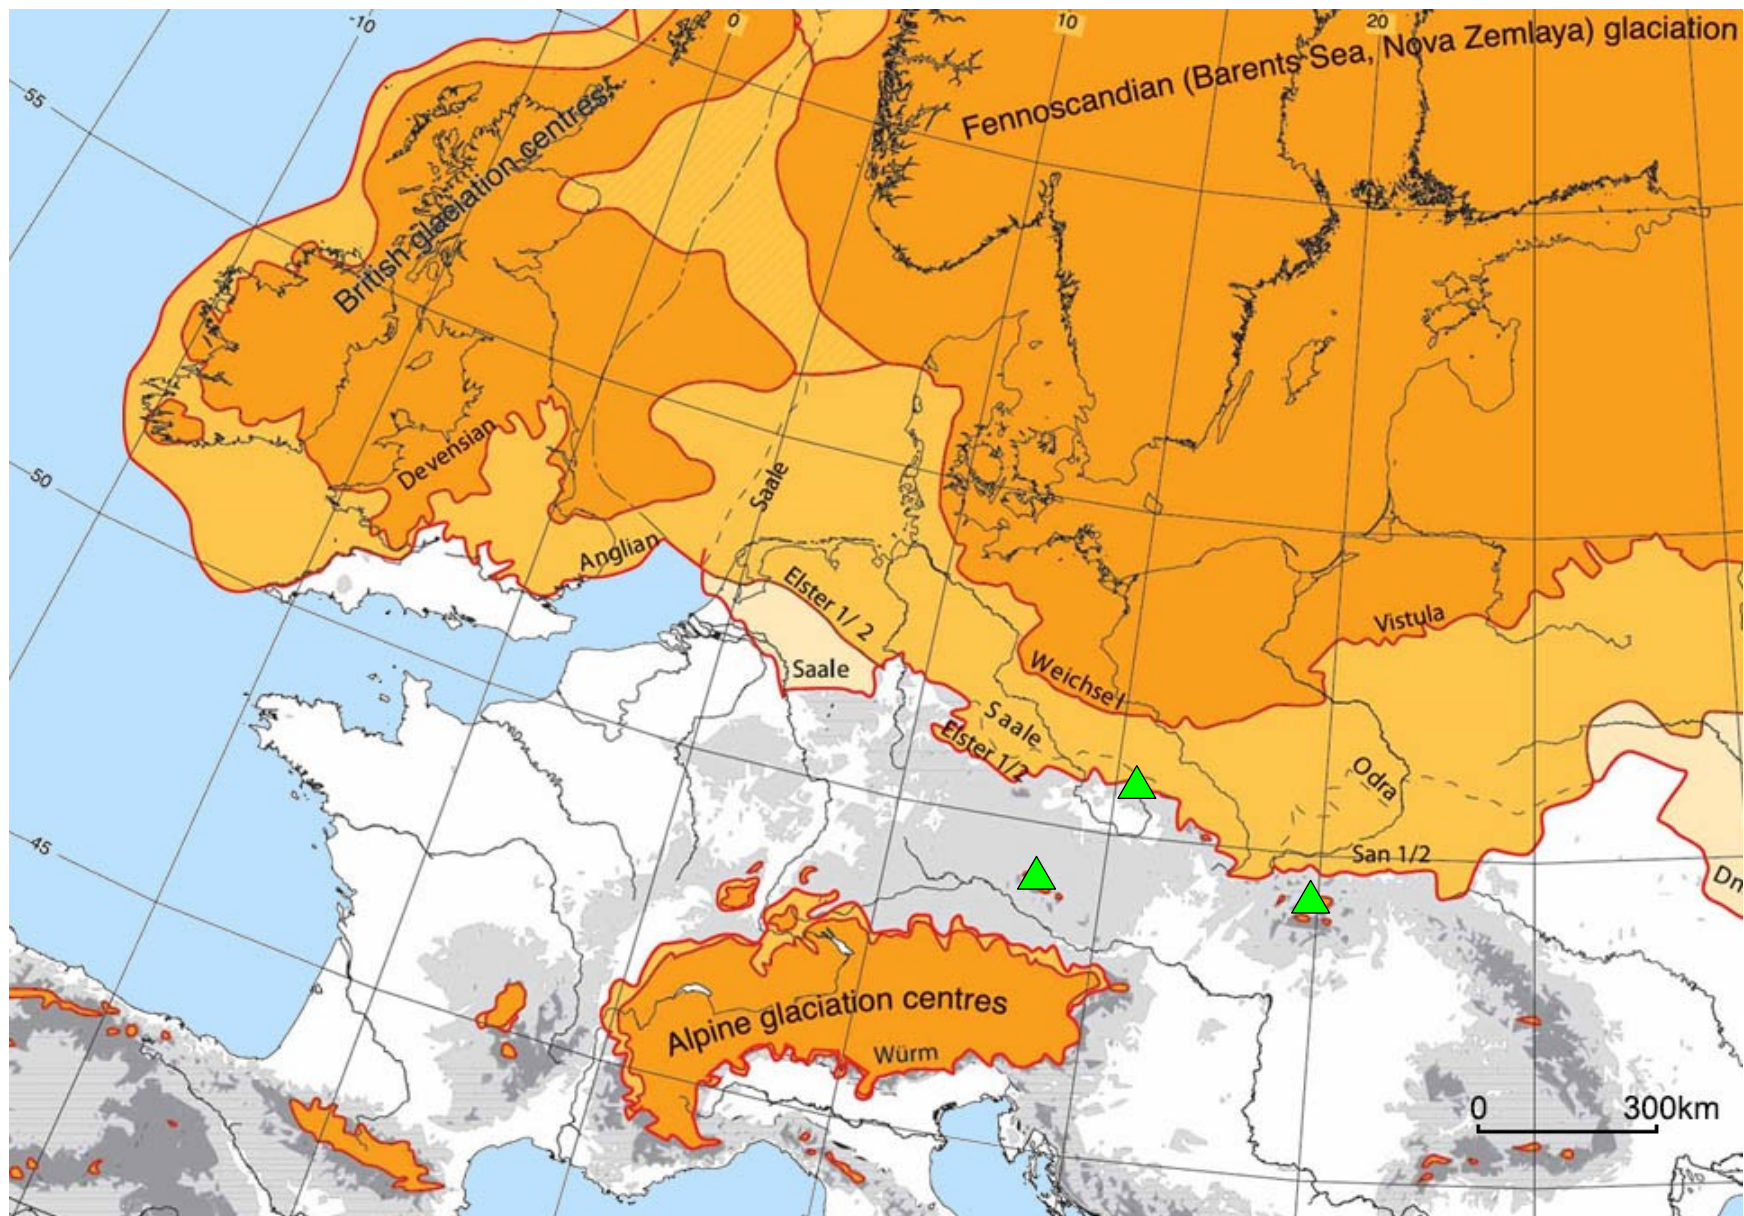 -10
0
10
20
Fennoscandian (Barents Sea, Nova Zemlaya) glaciation
55
British glaciation centres
Devensian
Saale
50
Anglian
Elster 1/ 2
Saale
Vistula
Weichsel
Saale
Elster 1/2
Odra
45
San 1/2
Dn
Alpine glaciation centres
Würm
0 300km